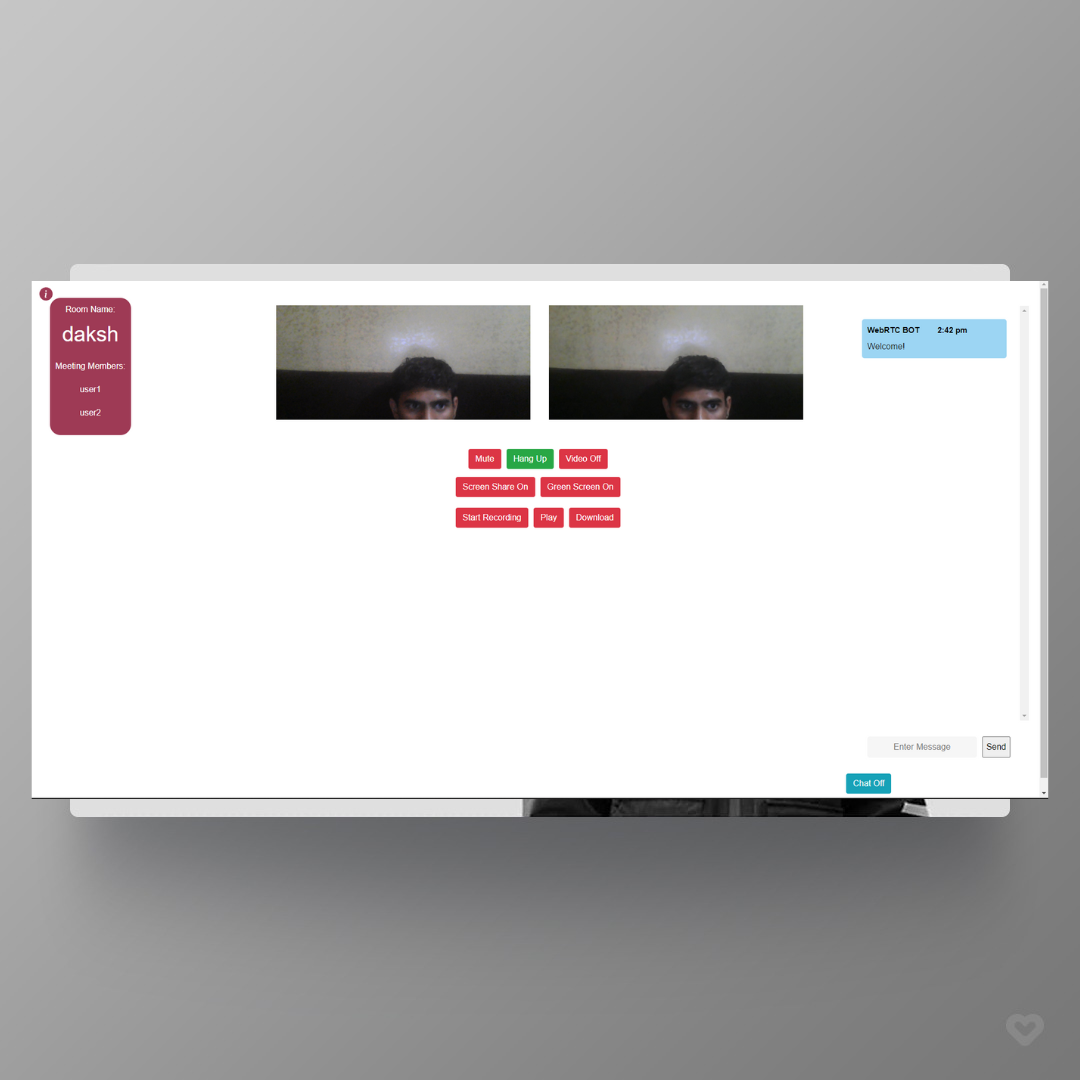 i
Room Name:
daksh
Meeting Members:
user1
user2
Mute
Hang Up
Video Off
Screen Share On
Green Screen On
Start Recording
Play
Download
WebRTC BOT 2:42 pm
Welcome!
Enter Message
Send
Chat Off